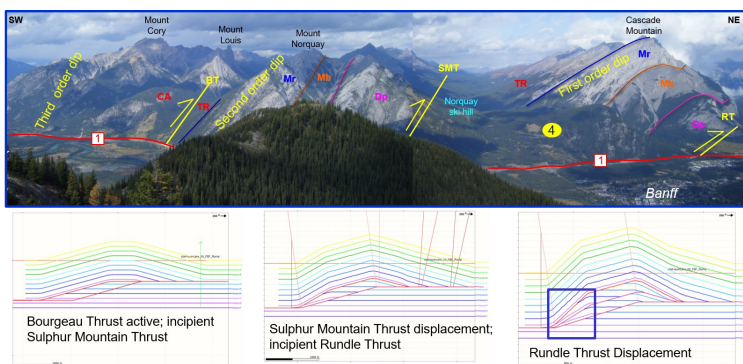 SW
Mount
Cory
Mount
Louis
Mount
Norquay
Cascade
Mountain
NE
Third order dip
CA
BT
TR
Second order dip
Mr
Mb
Dp
SMT
Norquay
ski hill
TR
First order dip
Mr
4
RT
1
1
Banff
Bourgeau Thrust active; incipient
Sulphur Mountain Thrust
Sulphur Mountain Thrust displacement;
incipient Rundle Thrust
Rundle Thrust Displacement